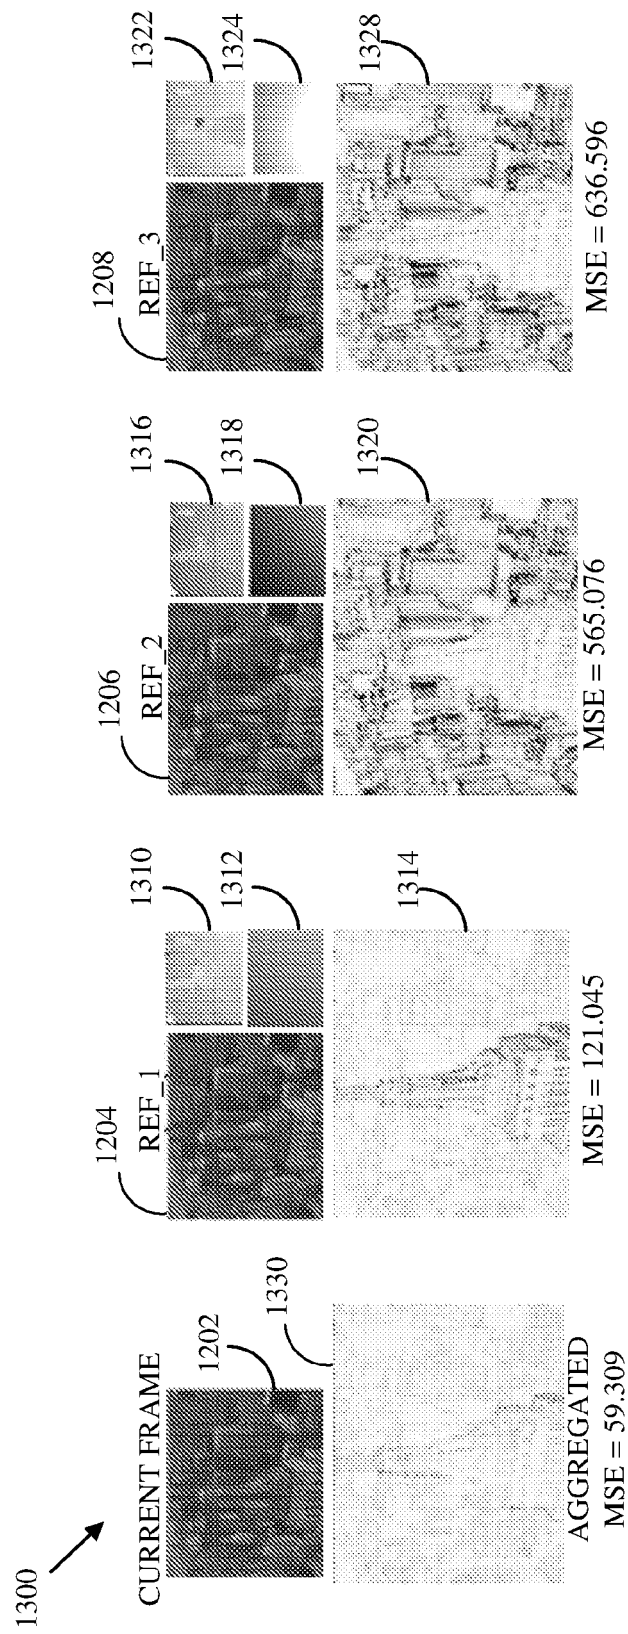 1300
CURRENT FRAME
1202
1330
AGGREGATED
MSE = 59.309
1204
REF_1
1310
1312
1314
MSE = 121.045
1206
REF_2
1316
1318
1320
MSE = 565.076
1208
REF_3
1322
1324
1328
MSE = 636.596